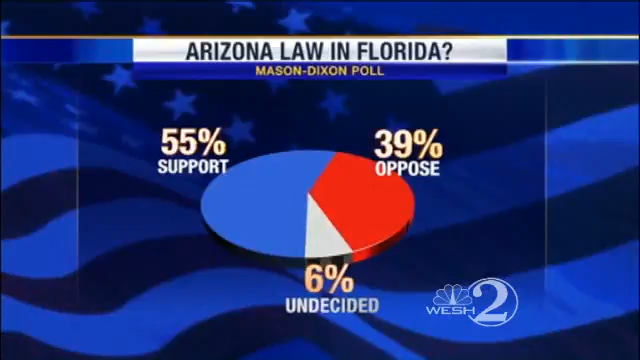 ARIZONA LAW IN FLORIDA?
MASON-DIXON POLL
55%
SUPPORT
39%
OPPOSE
6%
UNDECIDED
WESH 2